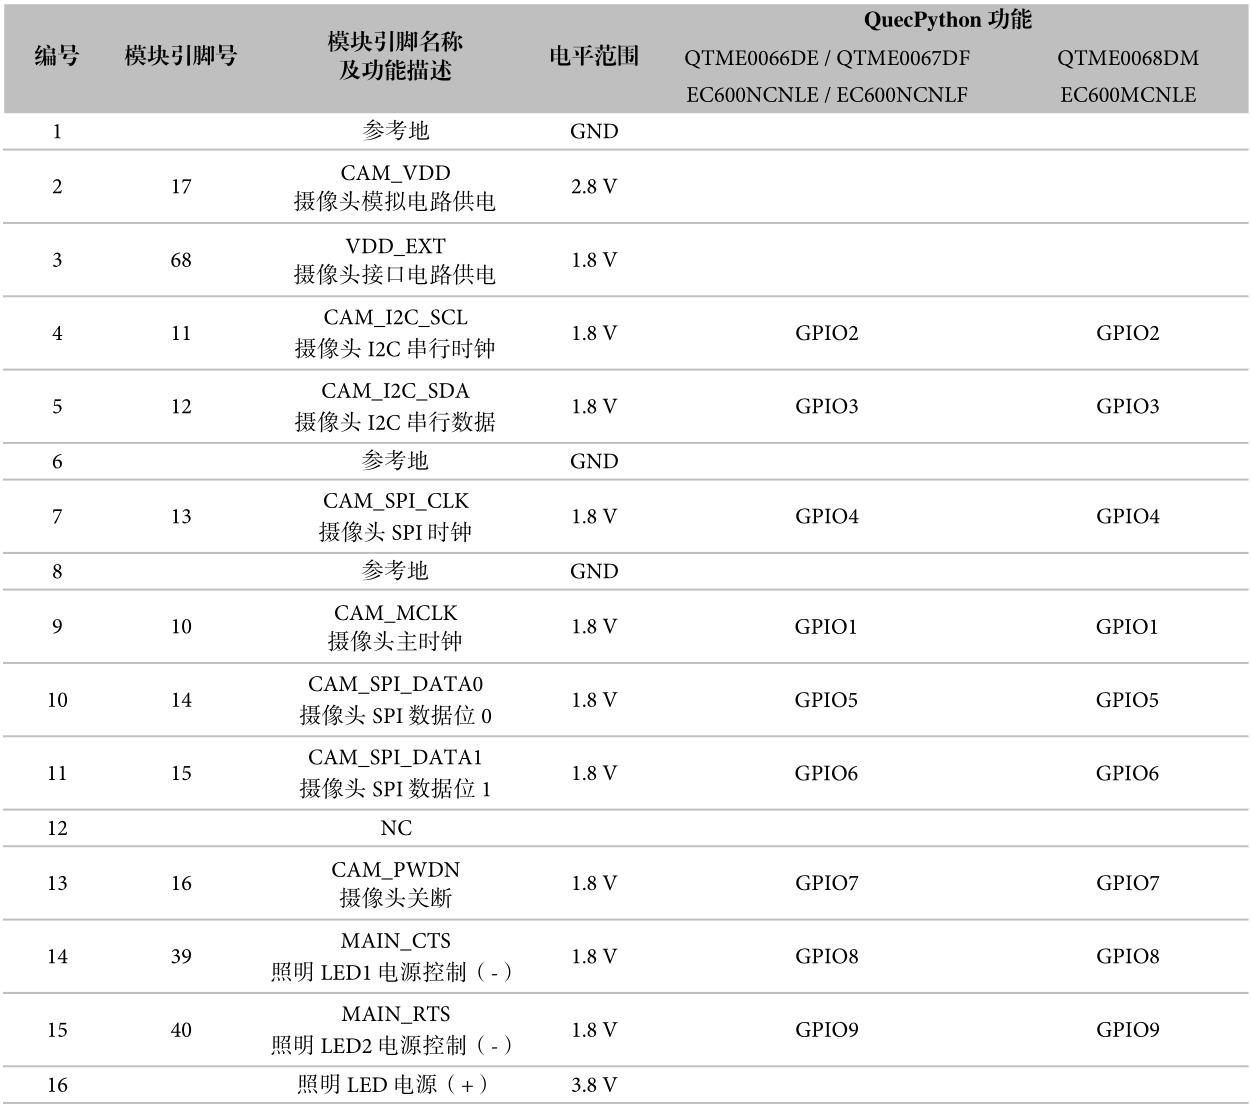 编号 模块引脚号 模块引脚名称 及功能描述 电平范围 QuecPython 功能
QTME0066DE / QTME0067DF QTME0068DM
EC600NCNLE / EC600NCNLF EC600MCNLE
1 参考地 GND
2 17 CAM_VDD 2.8 V
摄像头模拟电路供电
3 68 VDD_EXT 1.8 V
摄像头接口电路供电
4 11 CAM_I2C_SCL 1.8 V GPIO2 GPIO2
摄像头 I2C 串行时钟
5 12 CAM_I2C_SDA 1.8 V GPIO3 GPIO3
摄像头 I2C 串行数据
6 参考地 GND
7 13 CAM_SPI_CLK 1.8 V GPIO4 GPIO4
摄像头 SPI 时钟
8 参考地 GND
9 10 CAM_MCLK 1.8 V GPIO1 GPIO1
摄像头主时钟
10 14 CAM_SPI_DATA0 1.8 V GPIO5 GPIO5
摄像头 SPI 数据位 0
11 15 CAM_SPI_DATA1 1.8 V GPIO6 GPIO6
摄像头 SPI 数据位 1
12 NC
13 16 CAM_PWDN 1.8 V GPIO7 GPIO7
摄像头关断
14 39 MAIN_CTS 1.8 V GPIO8 GPIO8
照明 LED1 电源控制（-）
15 40 MAIN_RTS 1.8 V GPIO9 GPIO9
照明 LED2 电源控制（-）
16 照明 LED 电源（+） 3.8 V